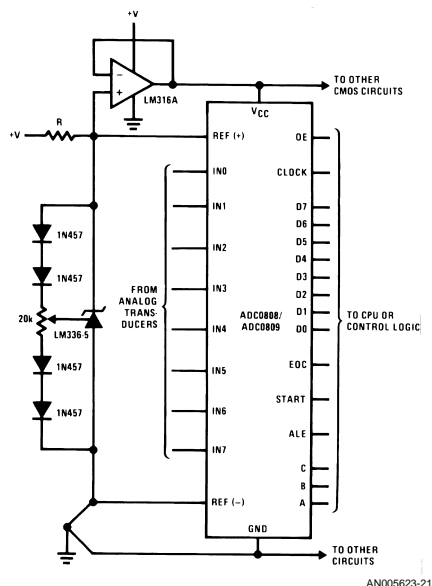 +V
LM316A
TO OTHER
CMOS CIRCUITS
+V
R
VCC
REF (+)
OE
CLOCK
IN0
IN1
IN2
IN3
IN4
IN5
IN6
IN7
D7
D6
D5
D4
D3
D2
D1
D0
FROM
ANALOG
TRANS-
DUCERS
ADC0808/
ADC0809
TO CPU OR
CONTROL LOGIC
EOC
START
ALE
C
B
A
1N457
1N457
20k
LM336-5
1N457
1N457
REF (−)
GND
TO OTHER
CIRCUITS
AN005623-21